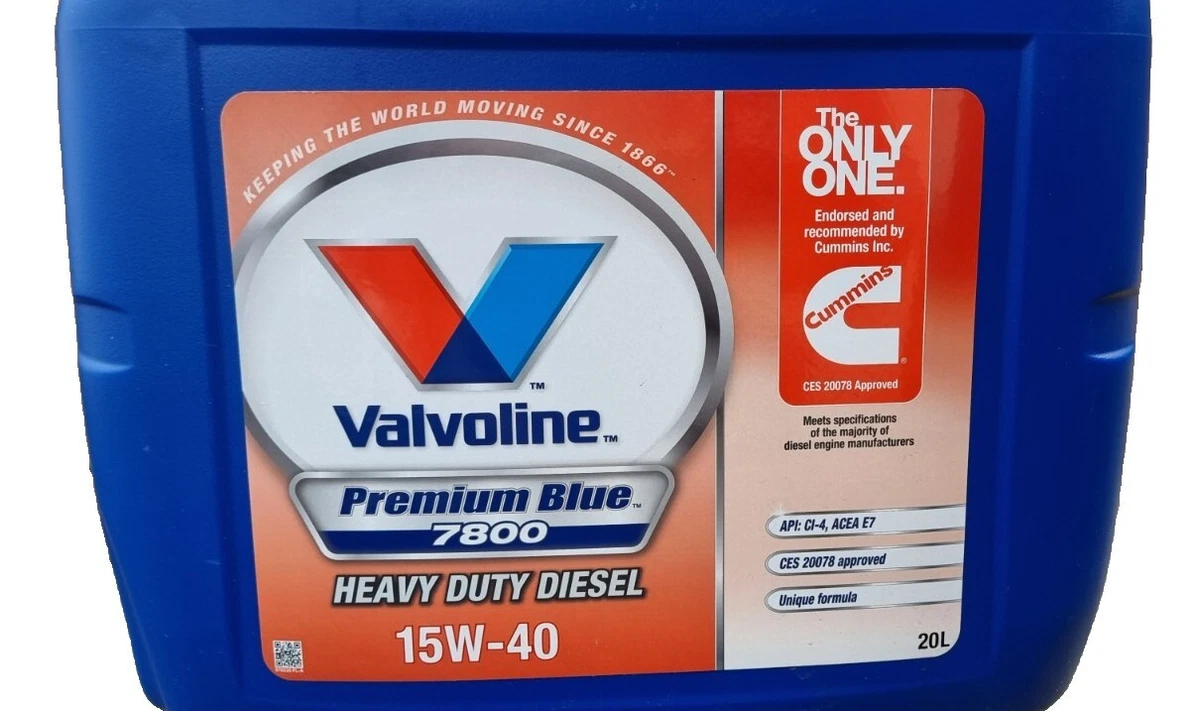 KEEPING THE WORLD MOVING SINCE 1866™
Valvoline™
Premium Blue™
7800
HEAVY DUTY DIESEL
15W-40
The
ONLY
ONE.
Endorsed and
recommended by
Cummins Inc.
Cummins
®
CES 20078 Approved
Meets specifications
of the majority of
diesel engine manufacturers
API: CI-4, ACEA E7
CES 20078 approved
Unique formula
20L